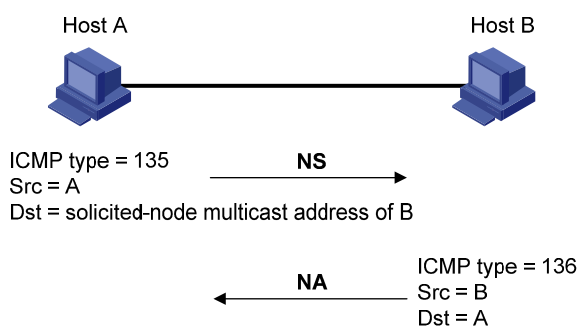 Host A
Host B
ICMP type = 135
Src = A
Dst = solicited-node multicast address of B
NS
NA
ICMP type = 136
Src = B
Dst = A